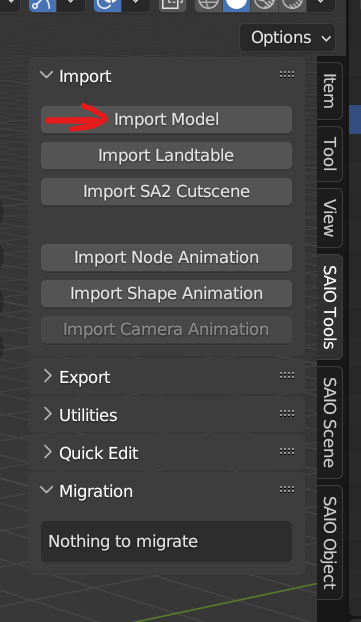 Options
Import
Import Model
Import Landtable
Import SA2 Cutscene
Import Node Animation
Import Shape Animation
Import Camera Animation
Export
Utilities
Quick Edit
Migration
Nothing to migrate
Item
Tool
View
SAIO Tools
SAIO Scene
SAIO Object